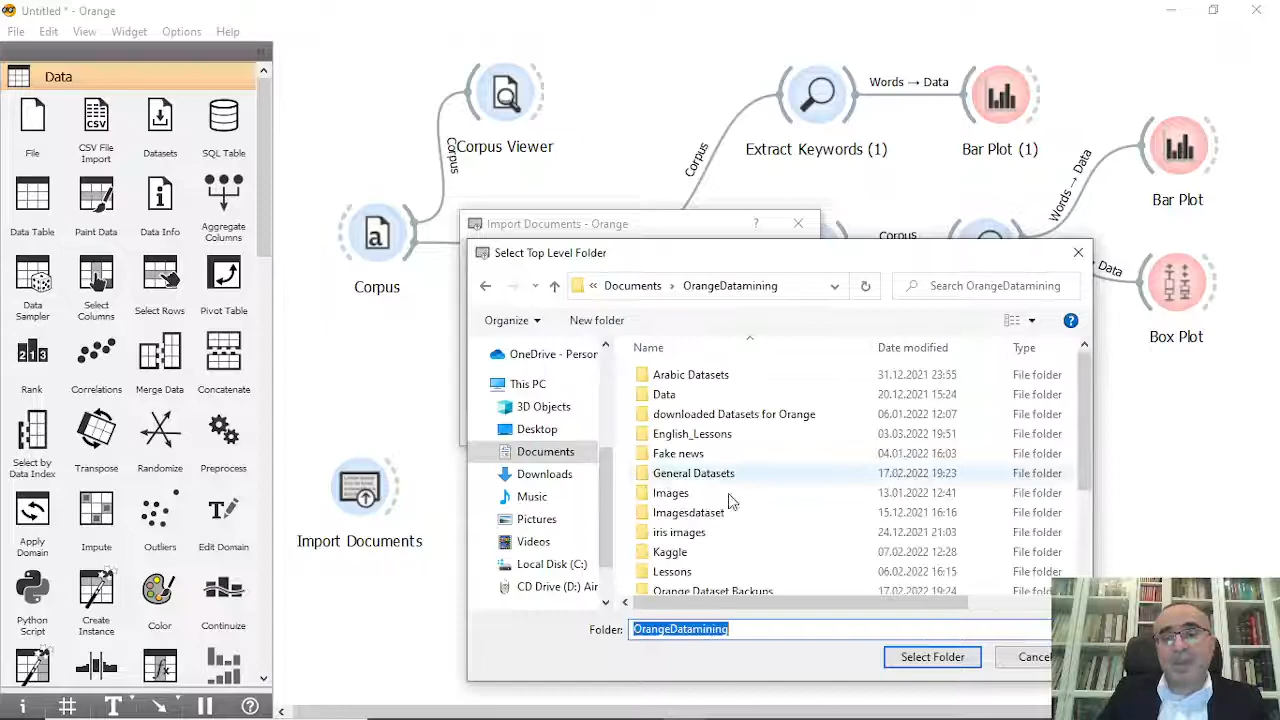 Untitled * - Orange
File Edit View Widget Options Help
Data
File
CSV File Import
Datasets
SQL Table
Data Table
Paint Data
Data Info
Aggregate Columns
Data Sampler
Select Columns
Select Rows
Pivot Table
Rank
Correlations
Merge Data
Concatenate
Select by Data Index
Transpose
Randomize
Preprocess
Apply Domain
Impute
Outliers
Edit Domain
Python Script
Create Instance
Color
Continuize
Corpus
Corpus Viewer
Corpus
Corpus
Extract Keywords (1)
Words → Data
Bar Plot (1)
Corpus
Words → Data
Bar Plot
Data
Box Plot
Import Documents
Import Documents - Orange
Select Top Level Folder
« Documents › OrangeDatamining
Search OrangeDatamining
Organize New folder
OneDrive - Person
This PC
3D Objects
Desktop
Documents
Downloads
Music
Pictures
Videos
Local Disk (C:)
CD Drive (D:) Air
Name Date modified Type
Arabic Datasets 31.12.2021 23:55 File folder
Data 20.12.2021 15:24 File folder
downloaded Datasets for Orange 06.01.2022 12:07 File folder
English_Lessons 03.03.2022 19:51 File folder
Fake news 04.01.2022 16:03 File folder
General Datasets 17.02.2022 19:23 File folder
Images 13.01.2022 12:41 File folder
Imagesdataset 15.12.2021 16:16 File folder
iris images 24.12.2021 21:03 File folder
Kaggle 07.02.2022 12:28 File folder
Lessons 06.02.2022 16:15 File folder
Orange Dataset Backups 17.02.2022 19:24 File folder
Folder: OrangeDatamining
Select Folder Cancel